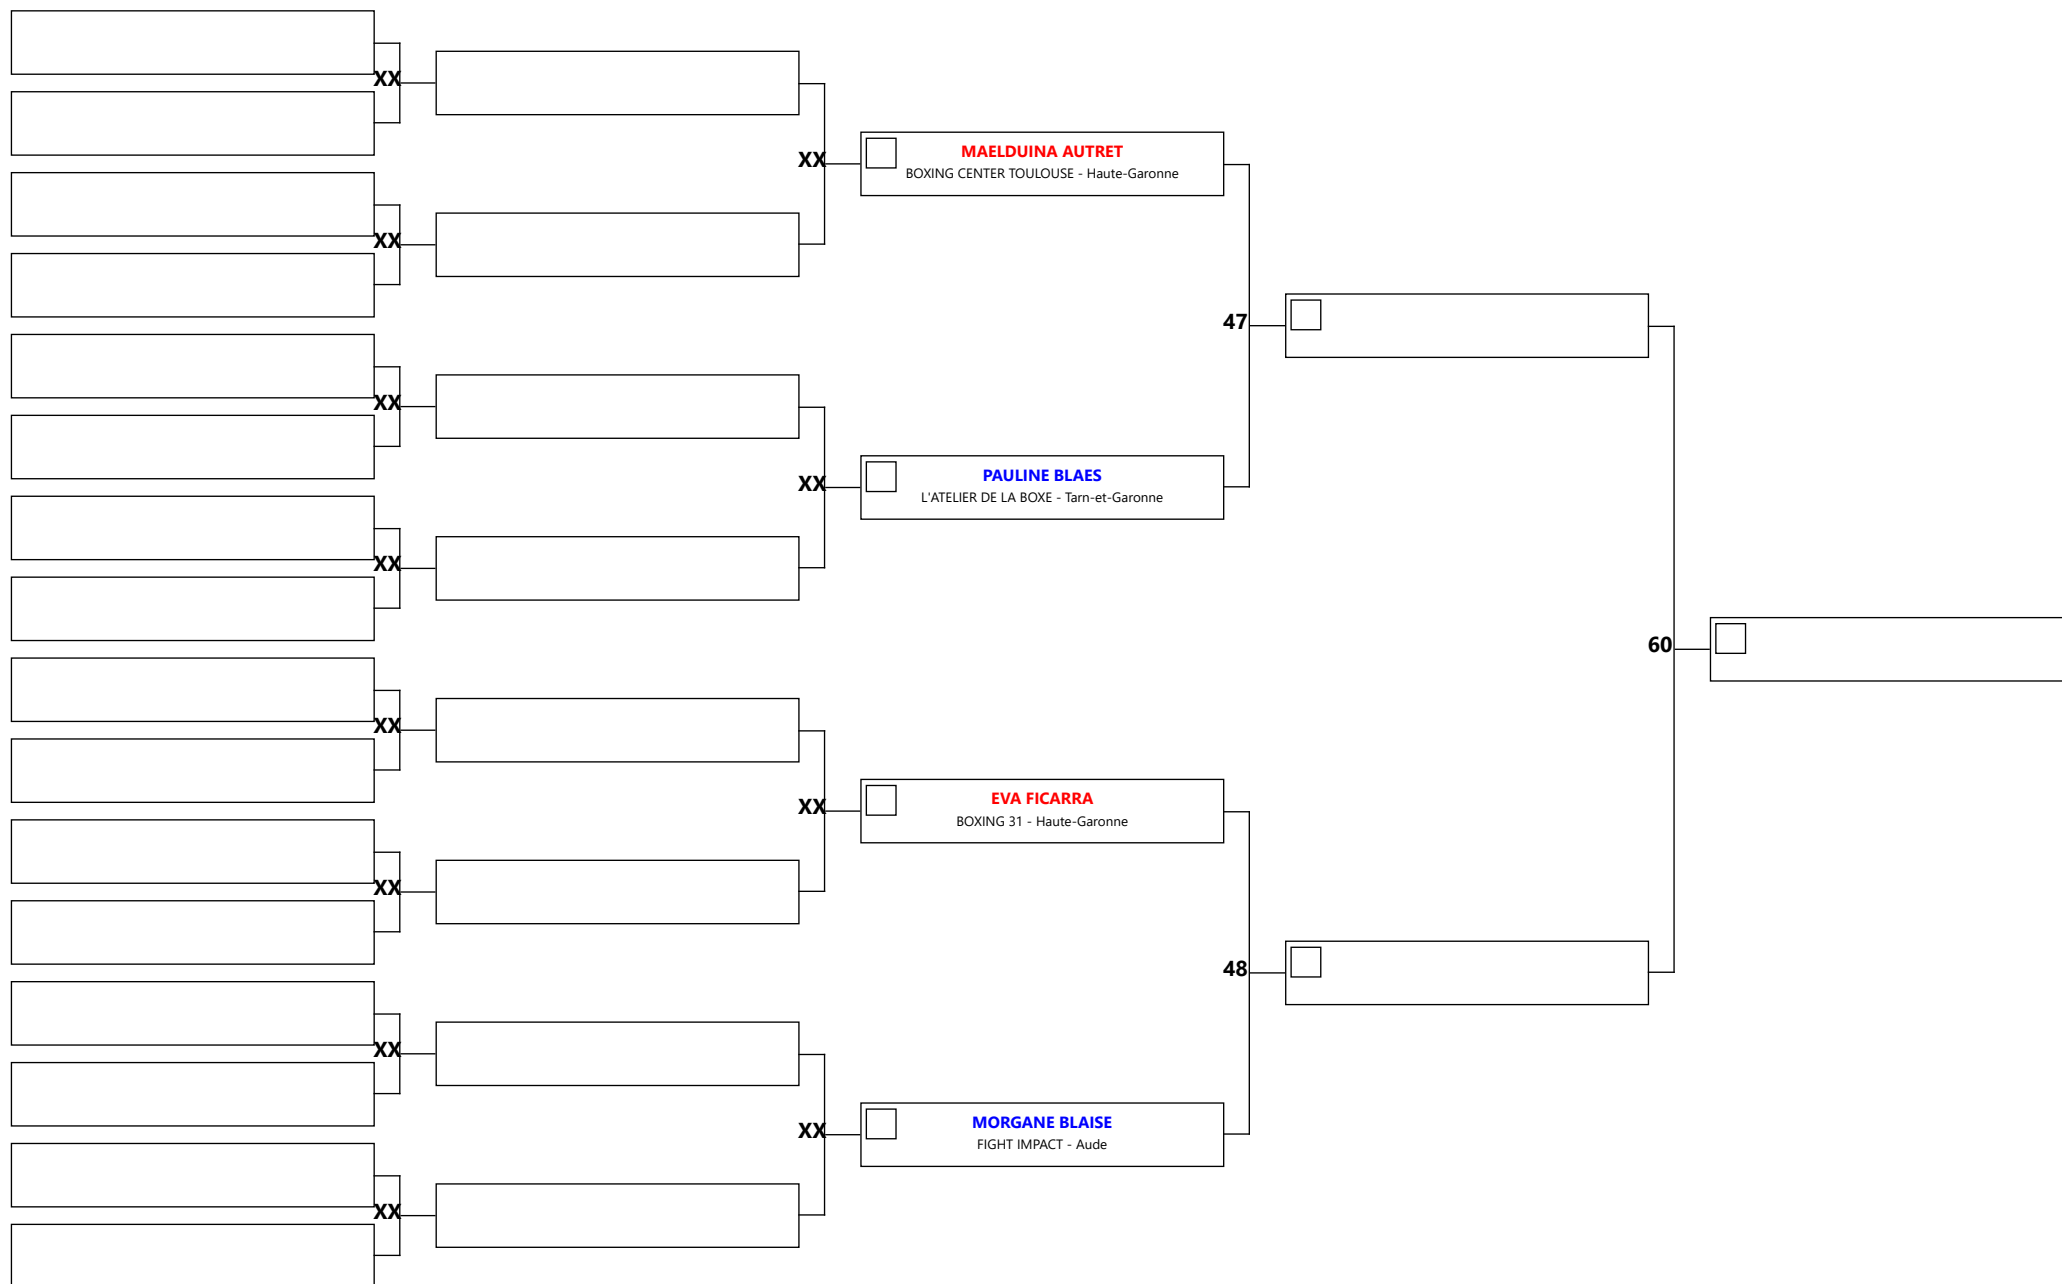 XX
XX
MAELDUINA AUTRET
BOXING CENTER TOULOUSE - Haute-Garonne
XX
47
XX
XX
PAULINE BLAES
L'ATELIER DE LA BOXE - Tarn-et-Garonne
XX
60
XX
XX
EVA FICARRA
BOXING 31 - Haute-Garonne
XX
48
XX
XX
MORGANE BLAISE
FIGHT IMPACT - Aude
XX